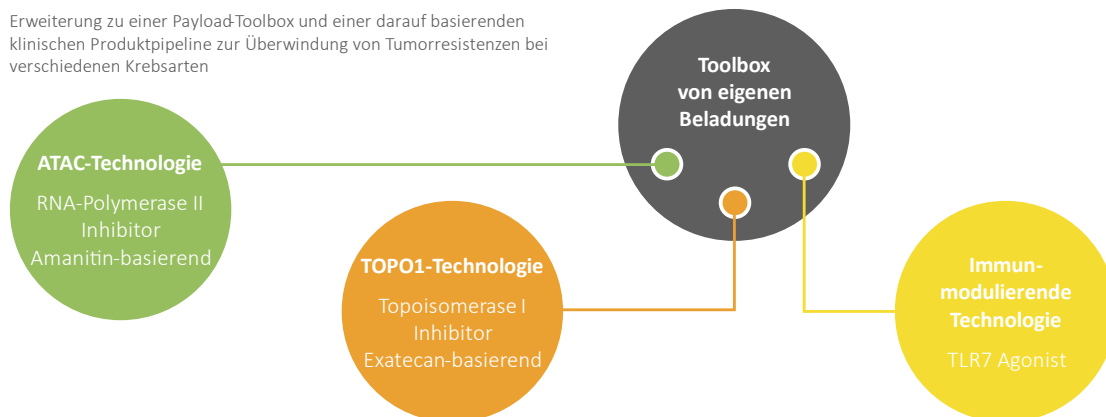 Erweiterung zu einer Payload-Toolbox und einer darauf basierenden
klinischen Produktpipeline zur Überwindung von Tumorresistenzen bei
verschiedenen Krebsarten
Toolbox
von eigenen
Beladungen
ATAC-Technologie
RNA-Polymerase II
Inhibitor
Amanitin-basierend
TOPO1-Technologie
Topoisomerase I
Inhibitor
Exatecan-basierend
Immun-
modulierende
Technologie
TLR7 Agonist